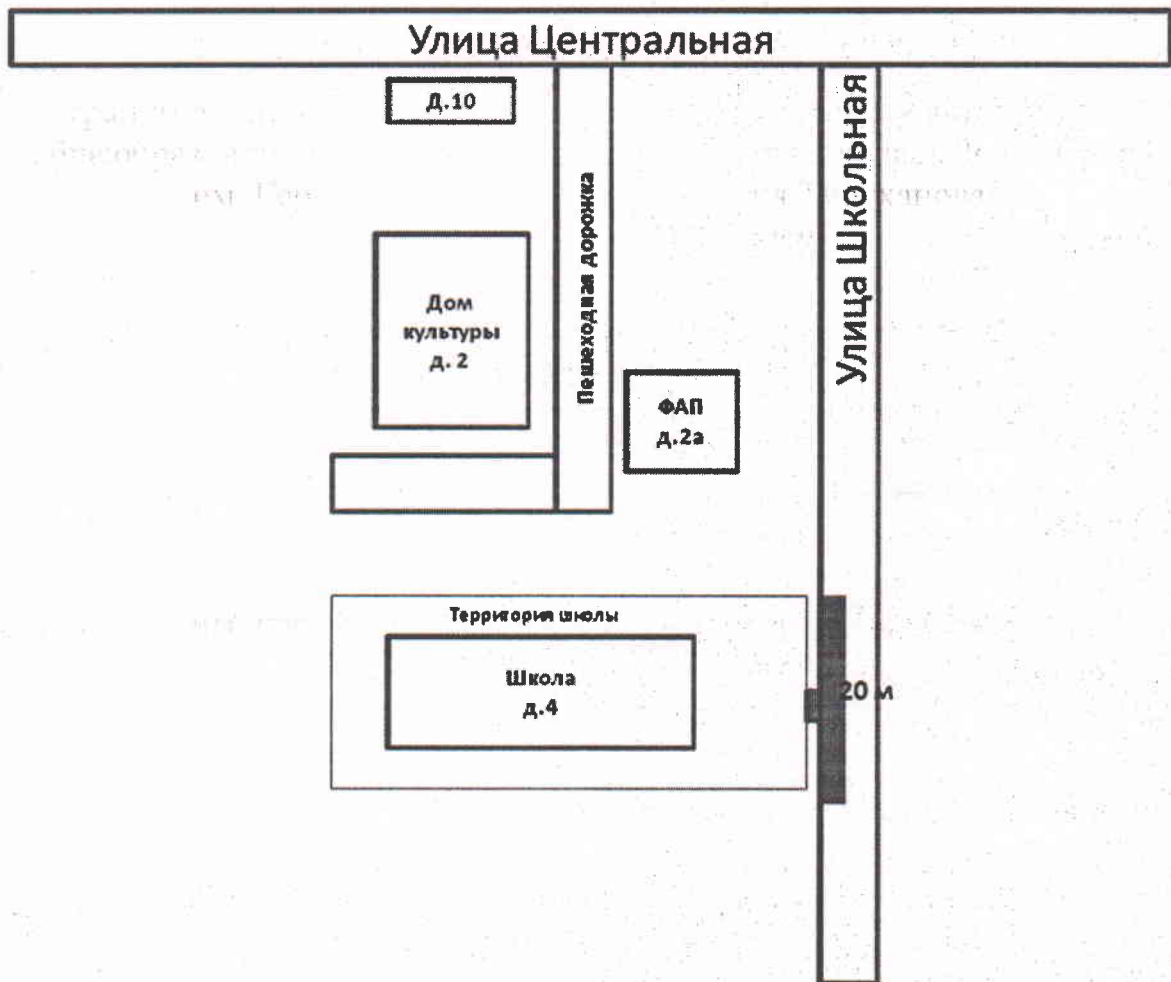 Улица Центральная
Д.10
Пешеходная дорожка
Улица Школьная
Дом
культуры
д. 2
ФАП
д.2а
Территория школы
Школа
д.4
20 м